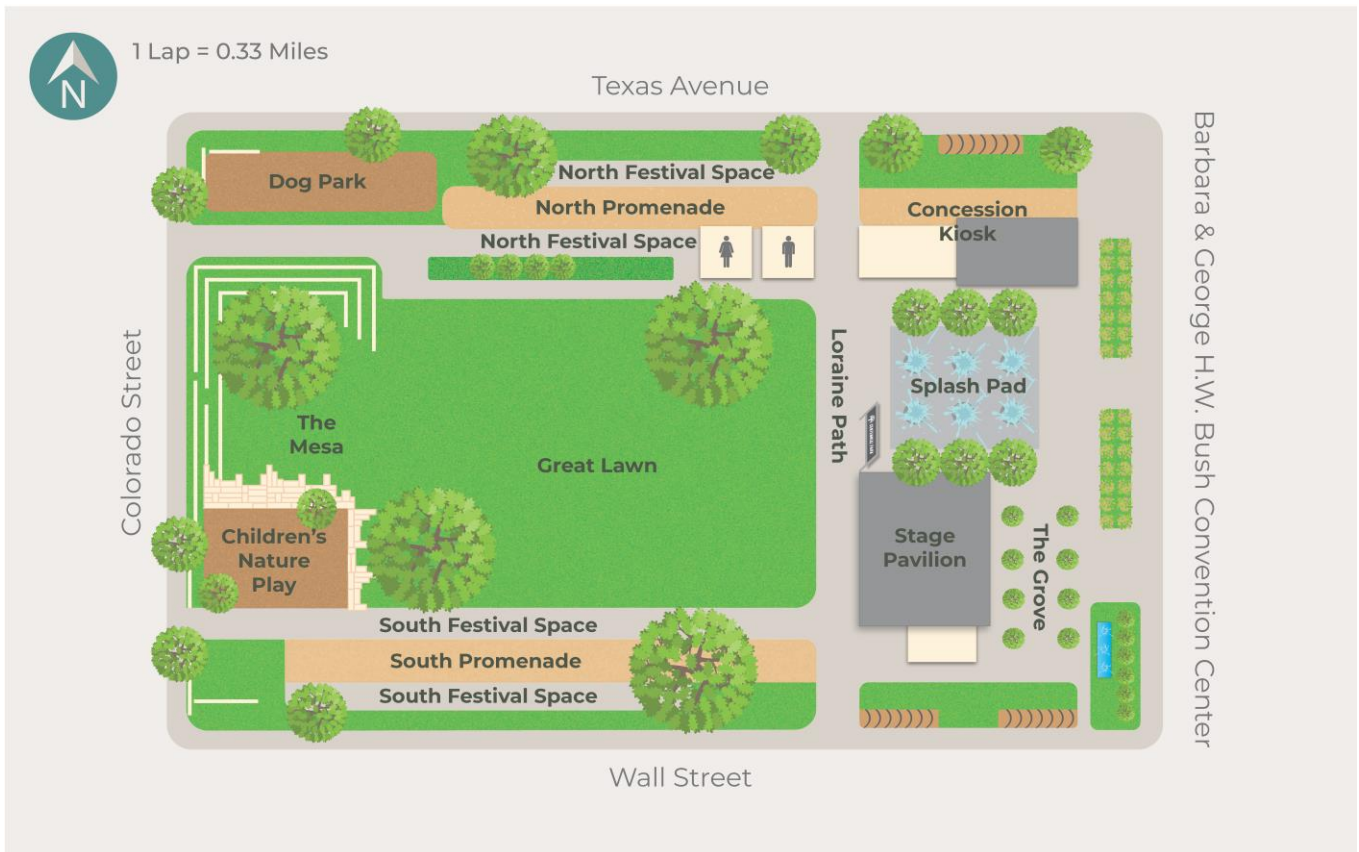 1 Lap = 0.33 Miles
N
Texas Avenue
Dog Park
North Festival Space
North Promenade
North Festival Space
Concession
Kiosk
Barbara & George H.W. Bush Convention Center
Colorado Street
The
Mesa
Great Lawn
Loraine Path
Splash Pad
Children's
Nature
Play
Stage
Pavilion
The Grove
South Festival Space
South Promenade
South Festival Space
Wall Street